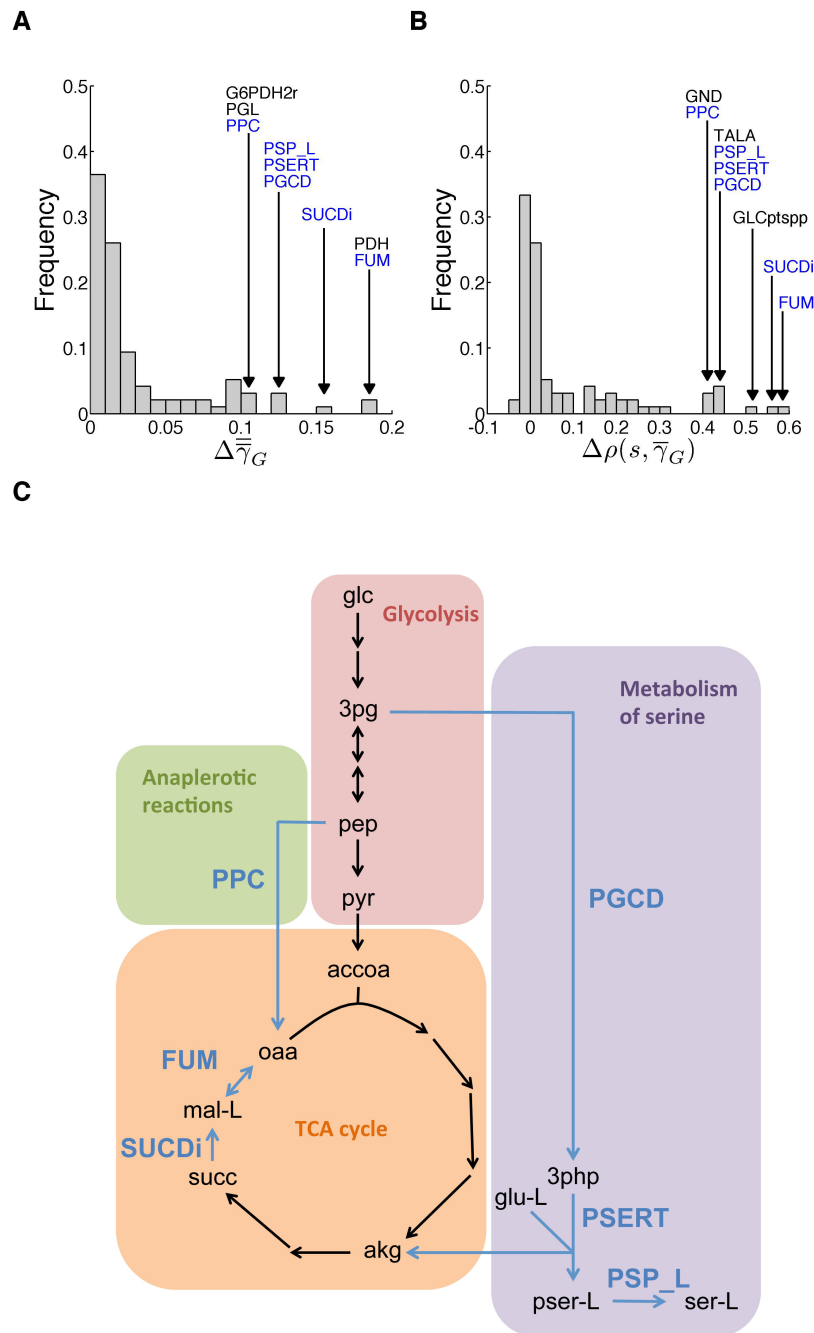 A
B
0.5
0.4
0.3
0.2
0.1
0
Frequency
G6PDH2r
PGL
PPC
PSP_L
PSERT
PGCD
SUCDi
PDH
FUM
0 0.05 0.1 0.15 0.2
Δγ̿_G
0.5
0.4
0.3
0.2
0.1
0
Frequency
GND
PPC
TALA
PSP_L
PSERT
PGCD
GLCptspp
SUCDi
FUM
-0.1 0 0.1 0.2 0.3 0.4 0.5 0.6
Δρ(s, γ̅_G)
C
glc
Glycolysis
Metabolism
of serine
3pg
Anaplerotic
reactions
pep
PPC
PGCD
pyr
accoa
oaa
FUM
mal-L
TCA cycle
SUCDi
succ
3php
glu-L
PSERT
akg
PSP_L
pser-L
ser-L